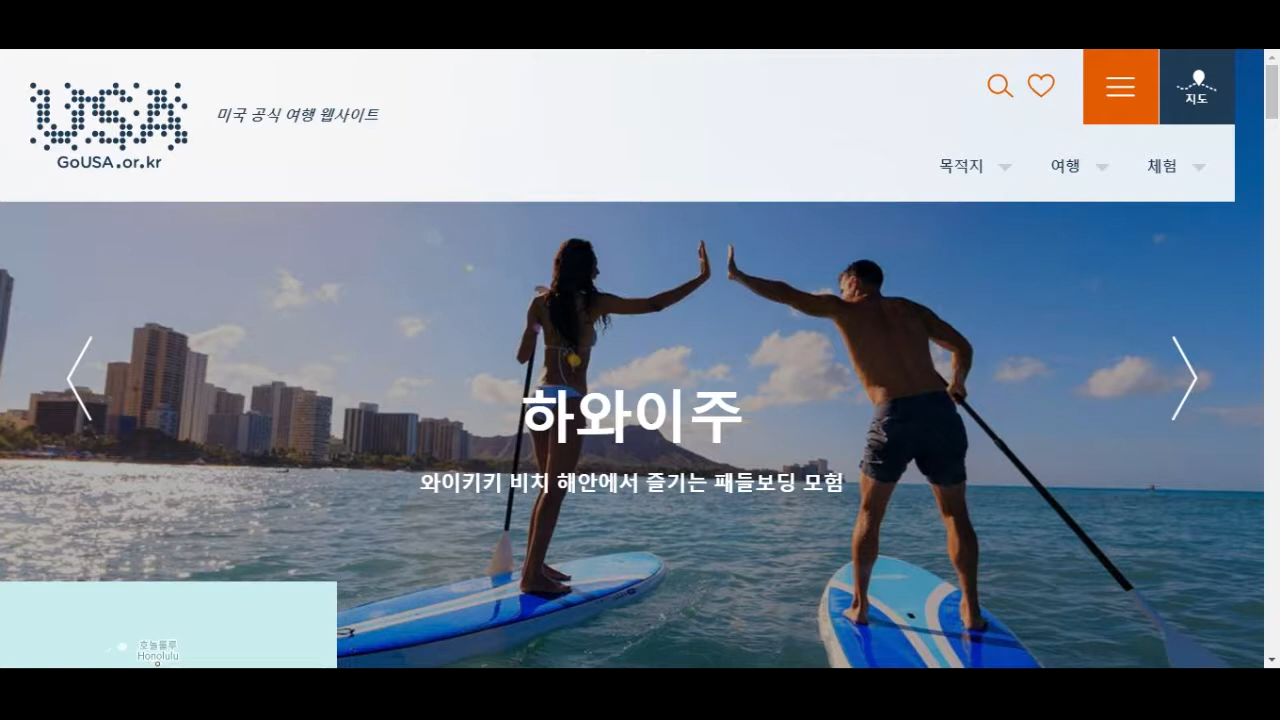 USA
GoUSA.or.kr
미국 공식 여행 웹사이트
지도
목적지
여행
체험
하와이주
와이키키 비치 해안에서 즐기는 패들보딩 모험
호놀룰루
Honolulu